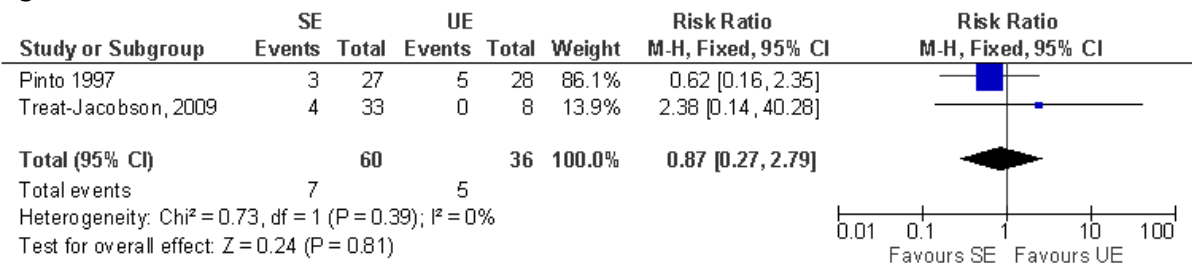 SE UE Risk Ratio Risk Ratio
Study or Subgroup Events Total Events Total Weight M-H, Fixed, 95% CI M-H, Fixed, 95% CI
Pinto 1997 3 27 5 28 86.1% 0.62 [0.16, 2.35]
Treat-Jacobson, 2009 4 33 0 8 13.9% 2.38 [0.14, 40.28]
Total (95% CI) 60 36 100.0% 0.87 [0.27, 2.79]
Total events 7 5
Heterogeneity: Chi² = 0.73, df = 1 (P = 0.39); I² = 0%
Test for overall effect: Z = 0.24 (P = 0.81)
0.01 0.1 1 10 100
Favours SE Favours UE